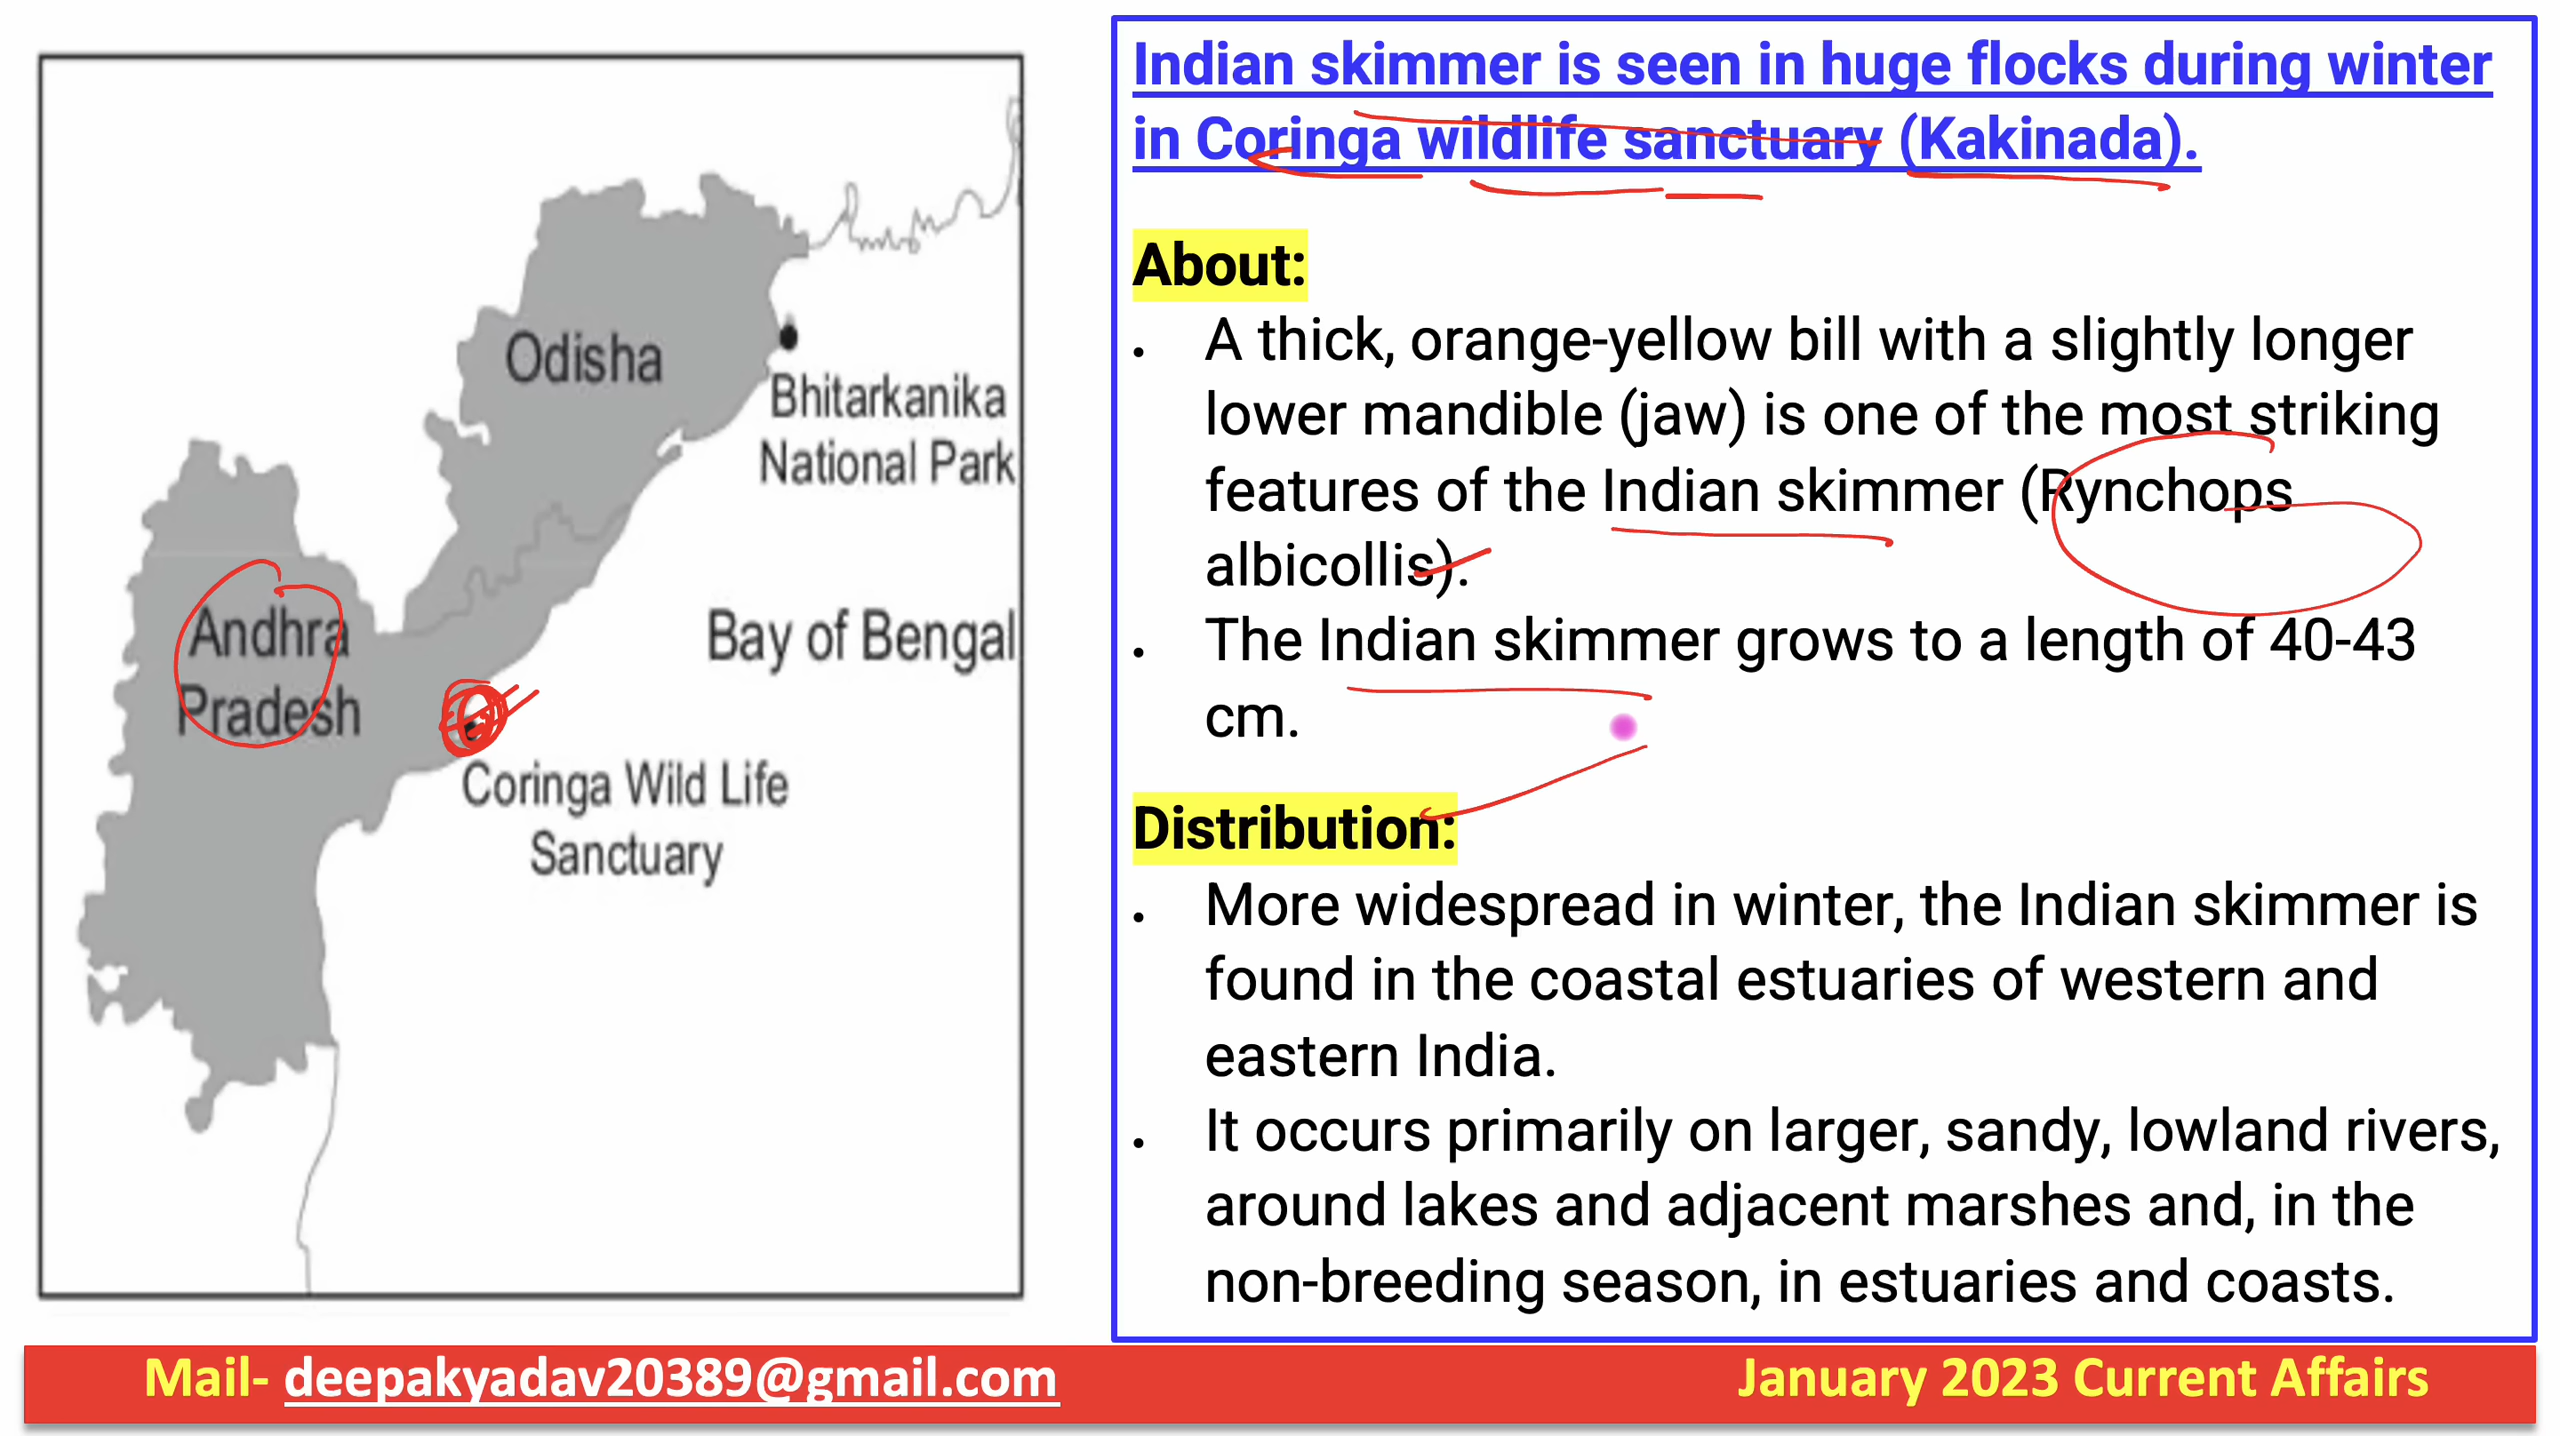 Odisha
Bhitarkanika
National Park
Andhra
Pradesh
Bay of Bengal
Coringa Wild Life
Sanctuary
Indian skimmer is seen in huge flocks during winter
in Coringa wildlife sanctuary (Kakinada).
About:
• A thick, orange-yellow bill with a slightly longer
lower mandible (jaw) is one of the most striking
features of the Indian skimmer (Rynchops
albicollis).
• The Indian skimmer grows to a length of 40-43
cm.
Distribution:
• More widespread in winter, the Indian skimmer is
found in the coastal estuaries of western and
eastern India.
• It occurs primarily on larger, sandy, lowland rivers,
around lakes and adjacent marshes and, in the
non-breeding season, in estuaries and coasts.
Mail- deepakyadav20389@gmail.com
January 2023 Current Affairs